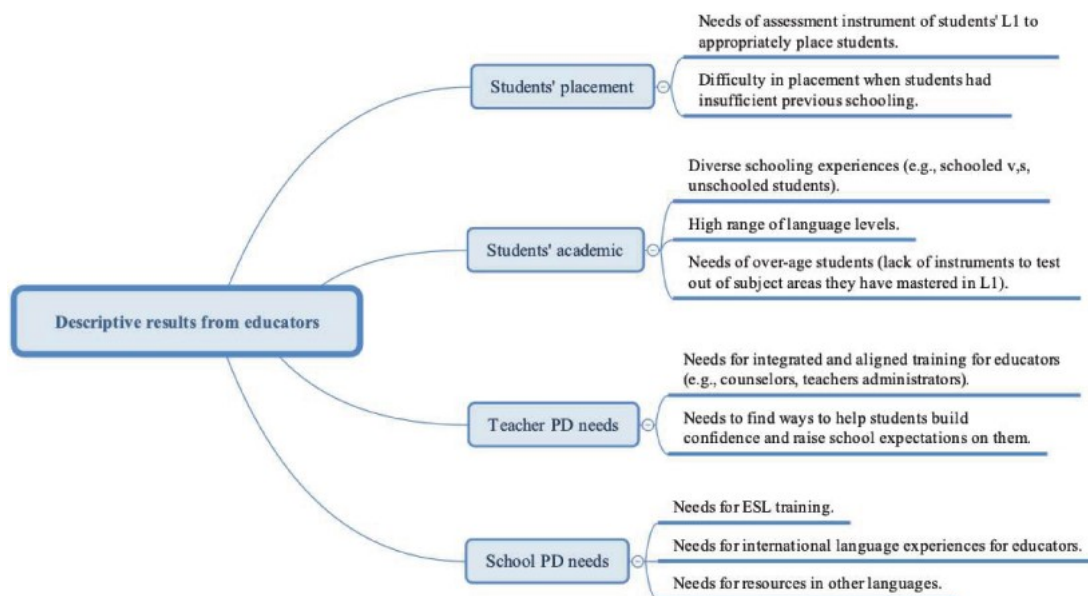 Descriptive results from educators
Students' placement
Needs of assessment instrument of students' L1 to
appropriately place students.
Difficulty in placement when students had
insufficient previous schooling.
Students' academic
Diverse schooling experiences (e.g., schooled v,s,
unschooled students).
High range of language levels.
Needs of over-age students (lack of instruments to test
out of subject areas they have mastered in L1).
Teacher PD needs
Needs for integrated and aligned training for educators
(e.g., counselors, teachers administrators).
Needs to find ways to help students build
confidence and raise school expectations on them.
School PD needs
Needs for ESL training.
Needs for international language experiences for educators.
Needs for resources in other languages.